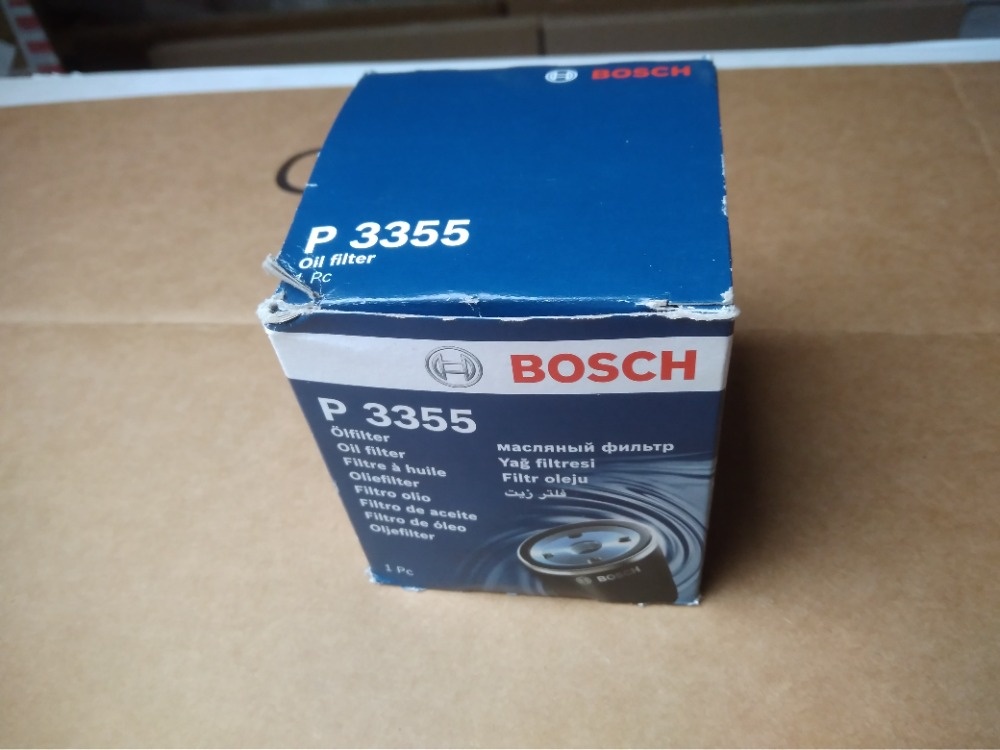 BOSCH
P 3355
Oil filter
1 Pc
BOSCH
P 3355
Ölfilter
Oil filter
Filtre à huile
Oliefilter
Filtro olio
Filtro de aceite
Filtro de óleo
Oljefilter
масляный фильтр
Yağ filtresi
Filtr oleju
فلتر زيت
BOSCH
1 Pc